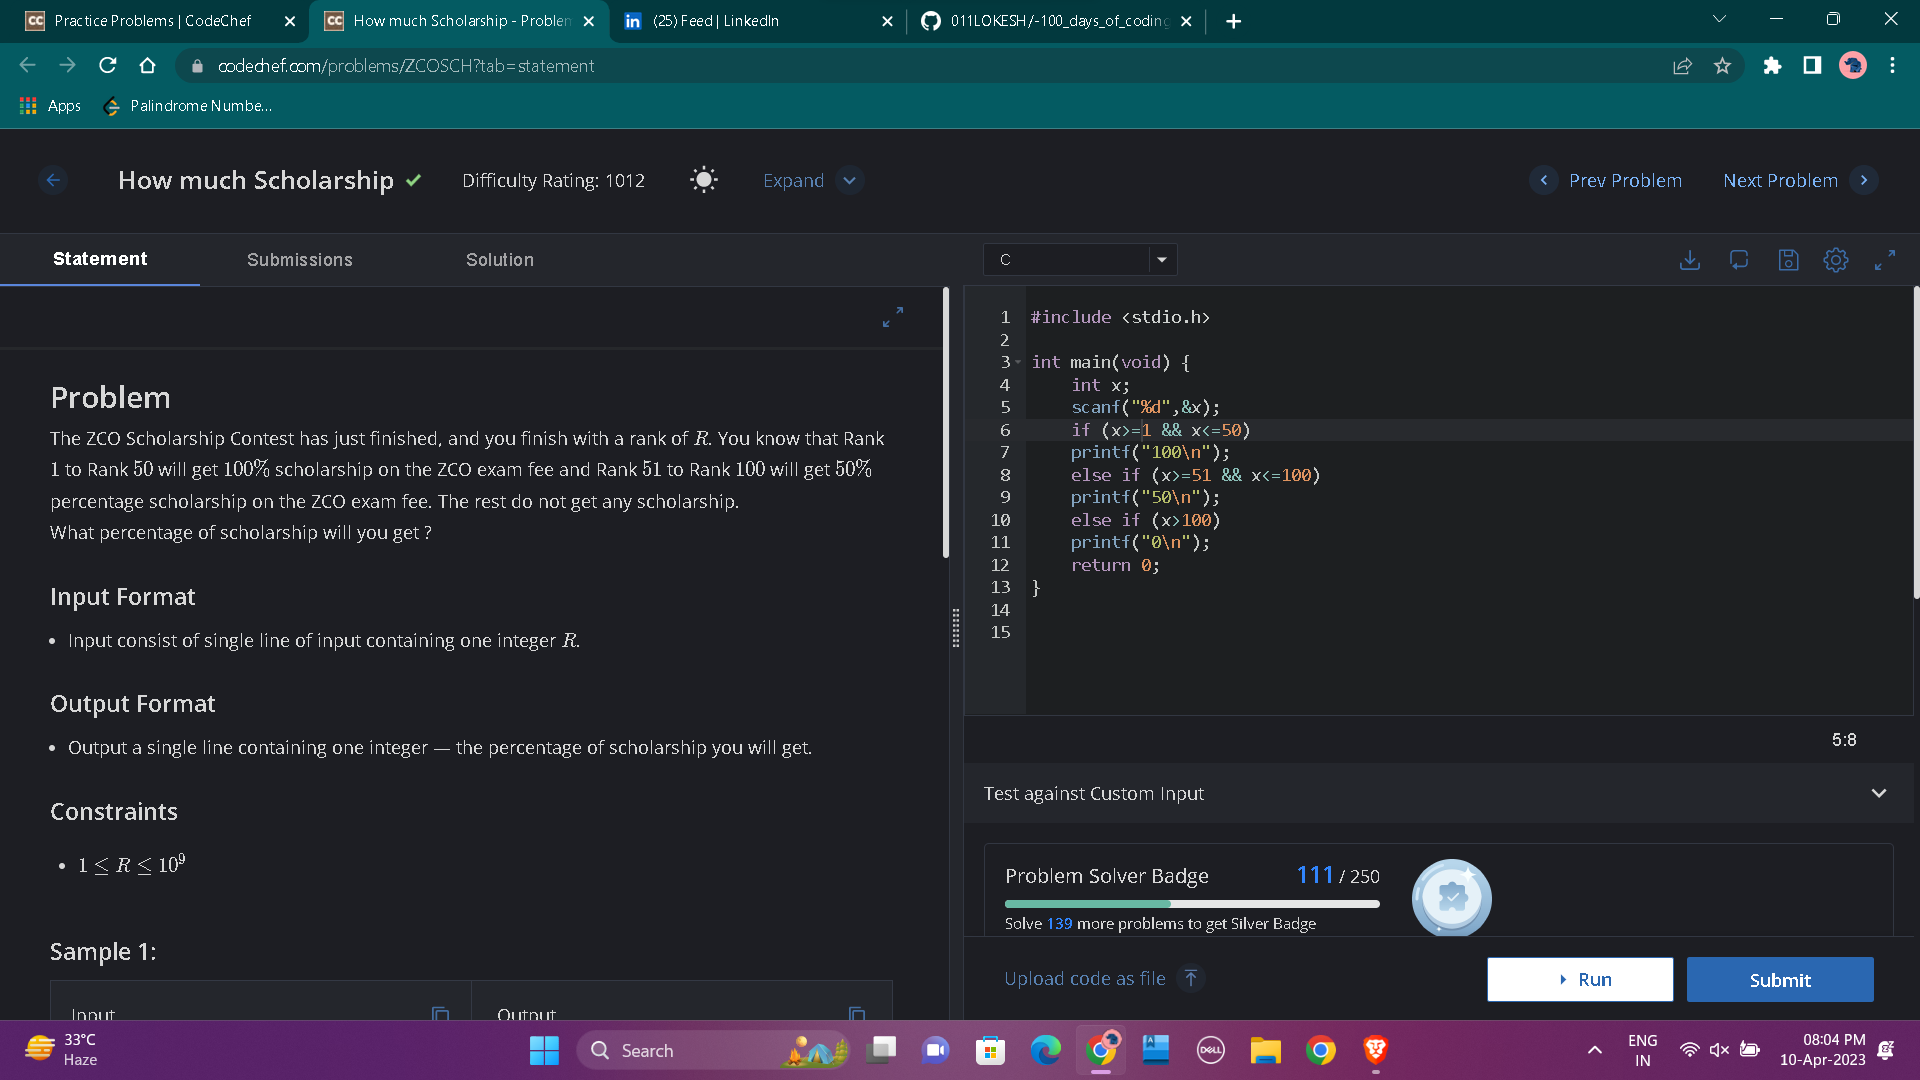 Practice Problems | CodeChef
How much Scholarship - Problem
(25) Feed | LinkedIn
011LOKESH/-100_days_of_coding
codechef.com/problems/ZCOSCH?tab=statement
Apps
Palindrome Numbe...
How much Scholarship
Difficulty Rating: 1012
Expand
Prev Problem
Next Problem
Statement
Submissions
Solution
C
Problem
The ZCO Scholarship Contest has just finished, and you finish with a rank of R. You know that Rank
1 to Rank 50 will get 100% scholarship on the ZCO exam fee and Rank 51 to Rank 100 will get 50%
percentage scholarship on the ZCO exam fee. The rest do not get any scholarship.
What percentage of scholarship will you get ?
Input Format
• Input consist of single line of input containing one integer R.
Output Format
• Output a single line containing one integer — the percentage of scholarship you will get.
Constraints
• 1 ≤ R ≤ 10⁹
Sample 1:
Input
Output
1 #include <stdio.h>
2
3 int main(void) {
4 int x;
5 scanf("%d",&x);
6 if (x>=1 && x<=50)
7 printf("100\n");
8 else if (x>=51 && x<=100)
9 printf("50\n");
10 else if (x>100)
11 printf("0\n");
12 return 0;
13 }
14
15
5:8
Test against Custom Input
Problem Solver Badge
111 / 250
Solve 139 more problems to get Silver Badge
Upload code as file
Run
Submit
33°C
Haze
Search
DELL
ENG
IN
08:04 PM
10-Apr-2023